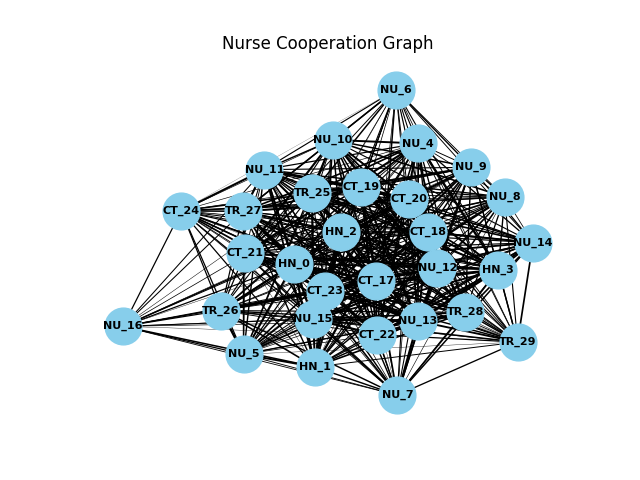 Nurse Cooperation Graph
NU_6
NU_10
NU_4
NU_9
NU_11
CT_19
TR_25
CT_20
NU_8
CT_24
TR_27
HN_2
CT_18
NU_14
CT_21
HN_0
NU_12
HN_3
CT_17
CT_23
TR_26
NU_15
NU_13
TR_28
NU_16
CT_22
TR_29
NU_5
HN_1
NU_7